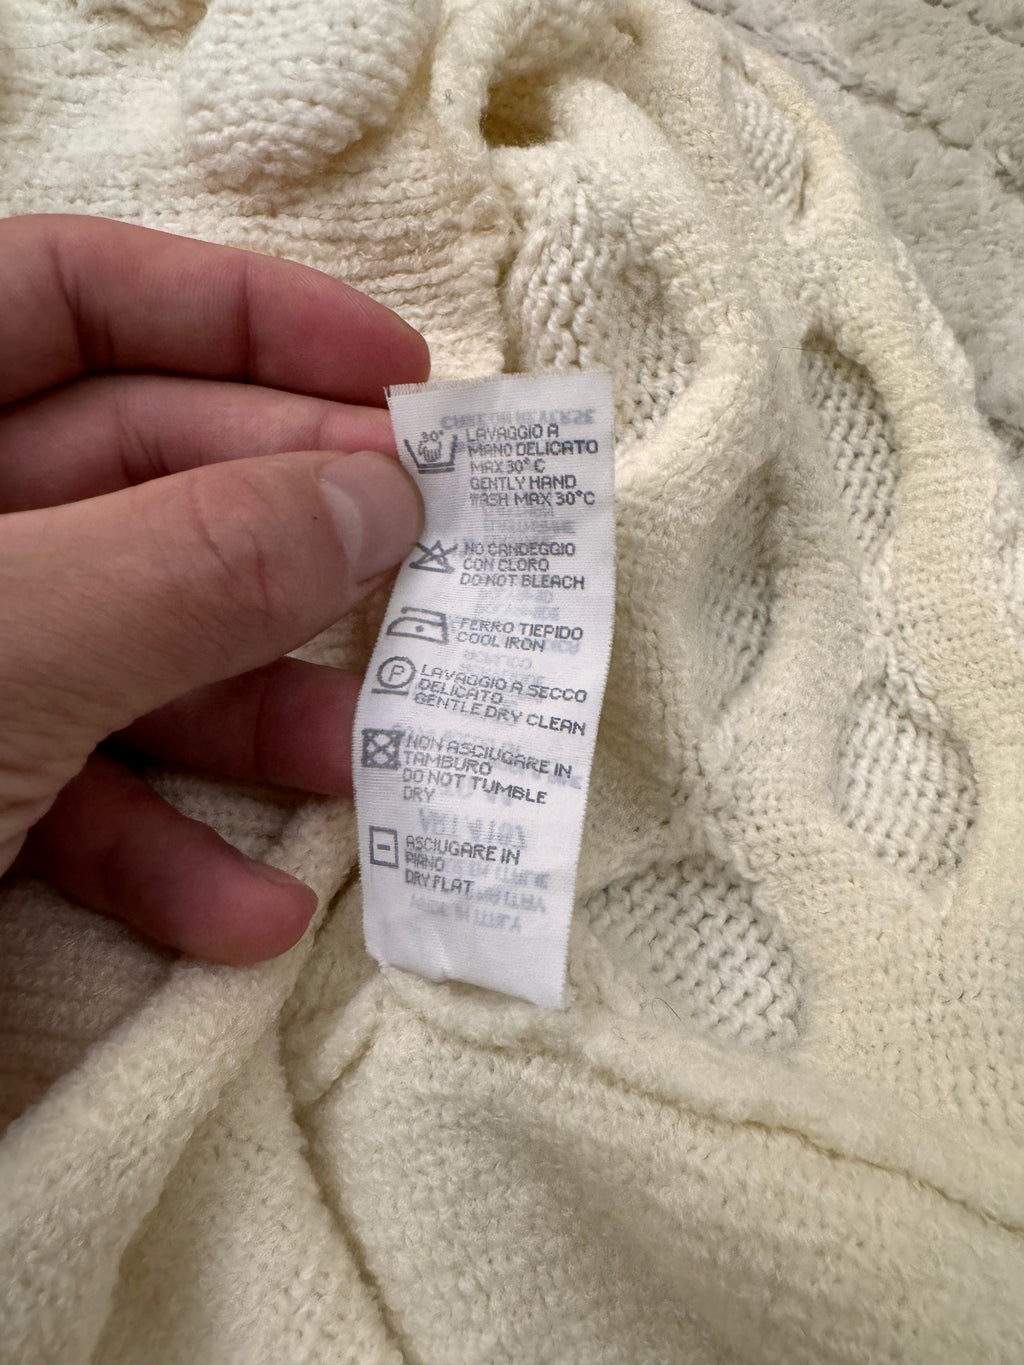 30°
LAVAGGIO A
MANO DELICATO
MAX 30° C
GENTLY HAND
WASH MAX 30°C
NO CANDEGGIO
CON CLORO
DO NOT BLEACH
FERRO TIEPIDO
COOL IRON
P
LAVAGGIO A SECCO
DELICATO
GENTLE DRY CLEAN
NON ASCIUGARE IN
TAMBURO
DO NOT TUMBLE
DRY
ASCIUGARE IN
PIANO
DRY FLAT